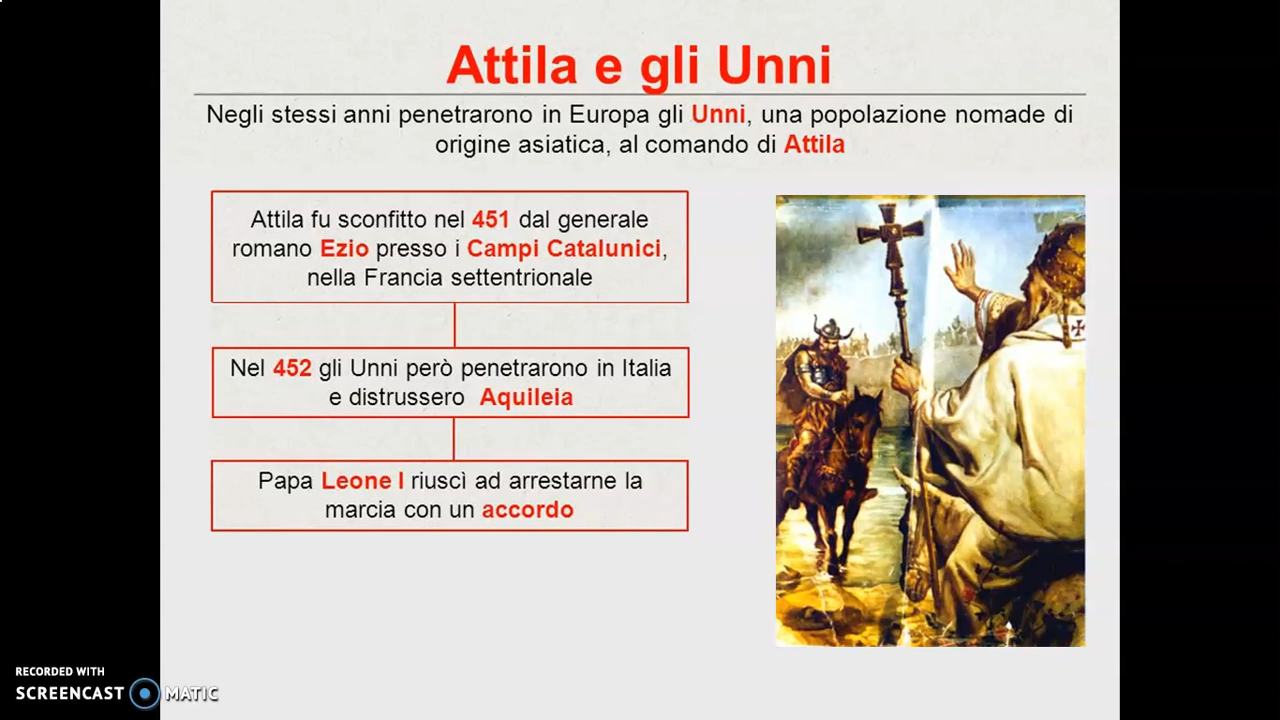 Attila e gli Unni
Negli stessi anni penetrarono in Europa gli Unni, una popolazione nomade di
origine asiatica, al comando di Attila
Attila fu sconfitto nel 451 dal generale
romano Ezio presso i Campi Catalunici,
nella Francia settentrionale
Nel 452 gli Unni però penetrarono in Italia
e distrussero Aquileia
Papa Leone I riuscì ad arrestarne la
marcia con un accordo
RECORDED WITH
SCREENCAST MATIC